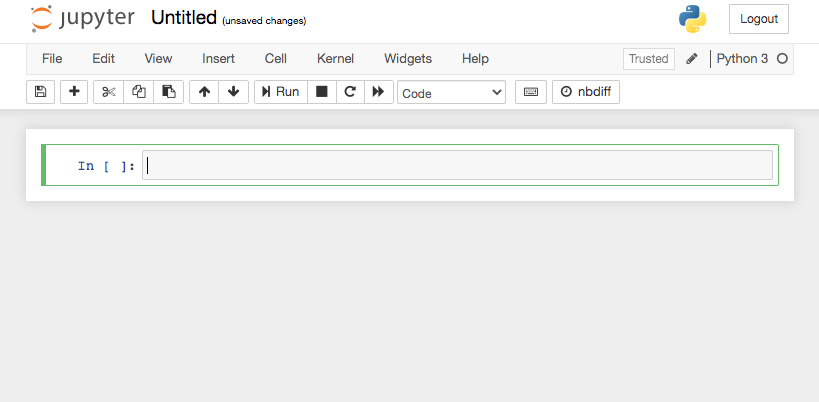 jupyter Untitled (unsaved changes) Logout
File Edit View Insert Cell Kernel Widgets Help Trusted Python 3
Run Code nbdiff
In [ ]: